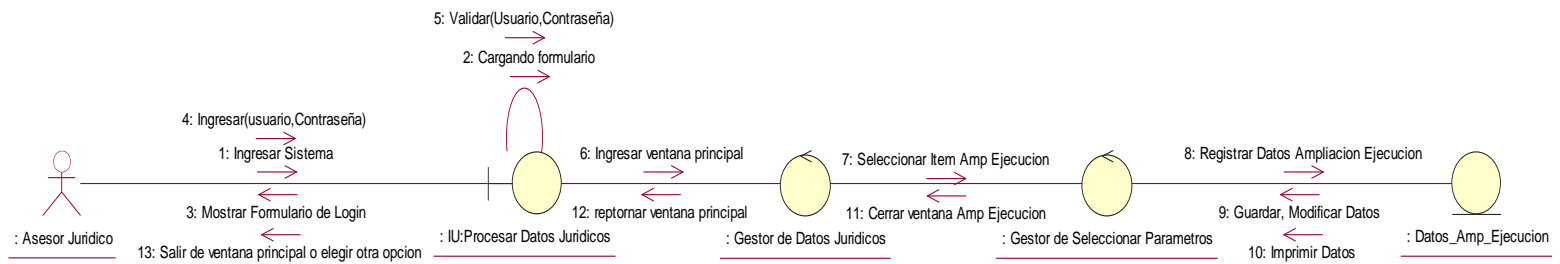 5: Validar(Usuario,Contraseña)
2: Cargando formulario
4: Ingresar(usuario,Contraseña)
1: Ingresar Sistema
6: Ingresar ventana principal
7: Seleccionar Item Amp Ejecucion
8: Registrar Datos Ampliacion Ejecucion
3: Mostrar Formulario de Login
12: reptornar ventana principal
11: Cerrar ventana Amp Ejecucion
9: Guardar, Modificar Datos
: Asesor Juridico
: IU:Procesar Datos Juridicos
: Gestor de Datos Juridicos
: Gestor de Seleccionar Parametros
: Datos_Amp_Ejecucion
13: Salir de ventana principal o elegir otra opcion
10: Imprimir Datos